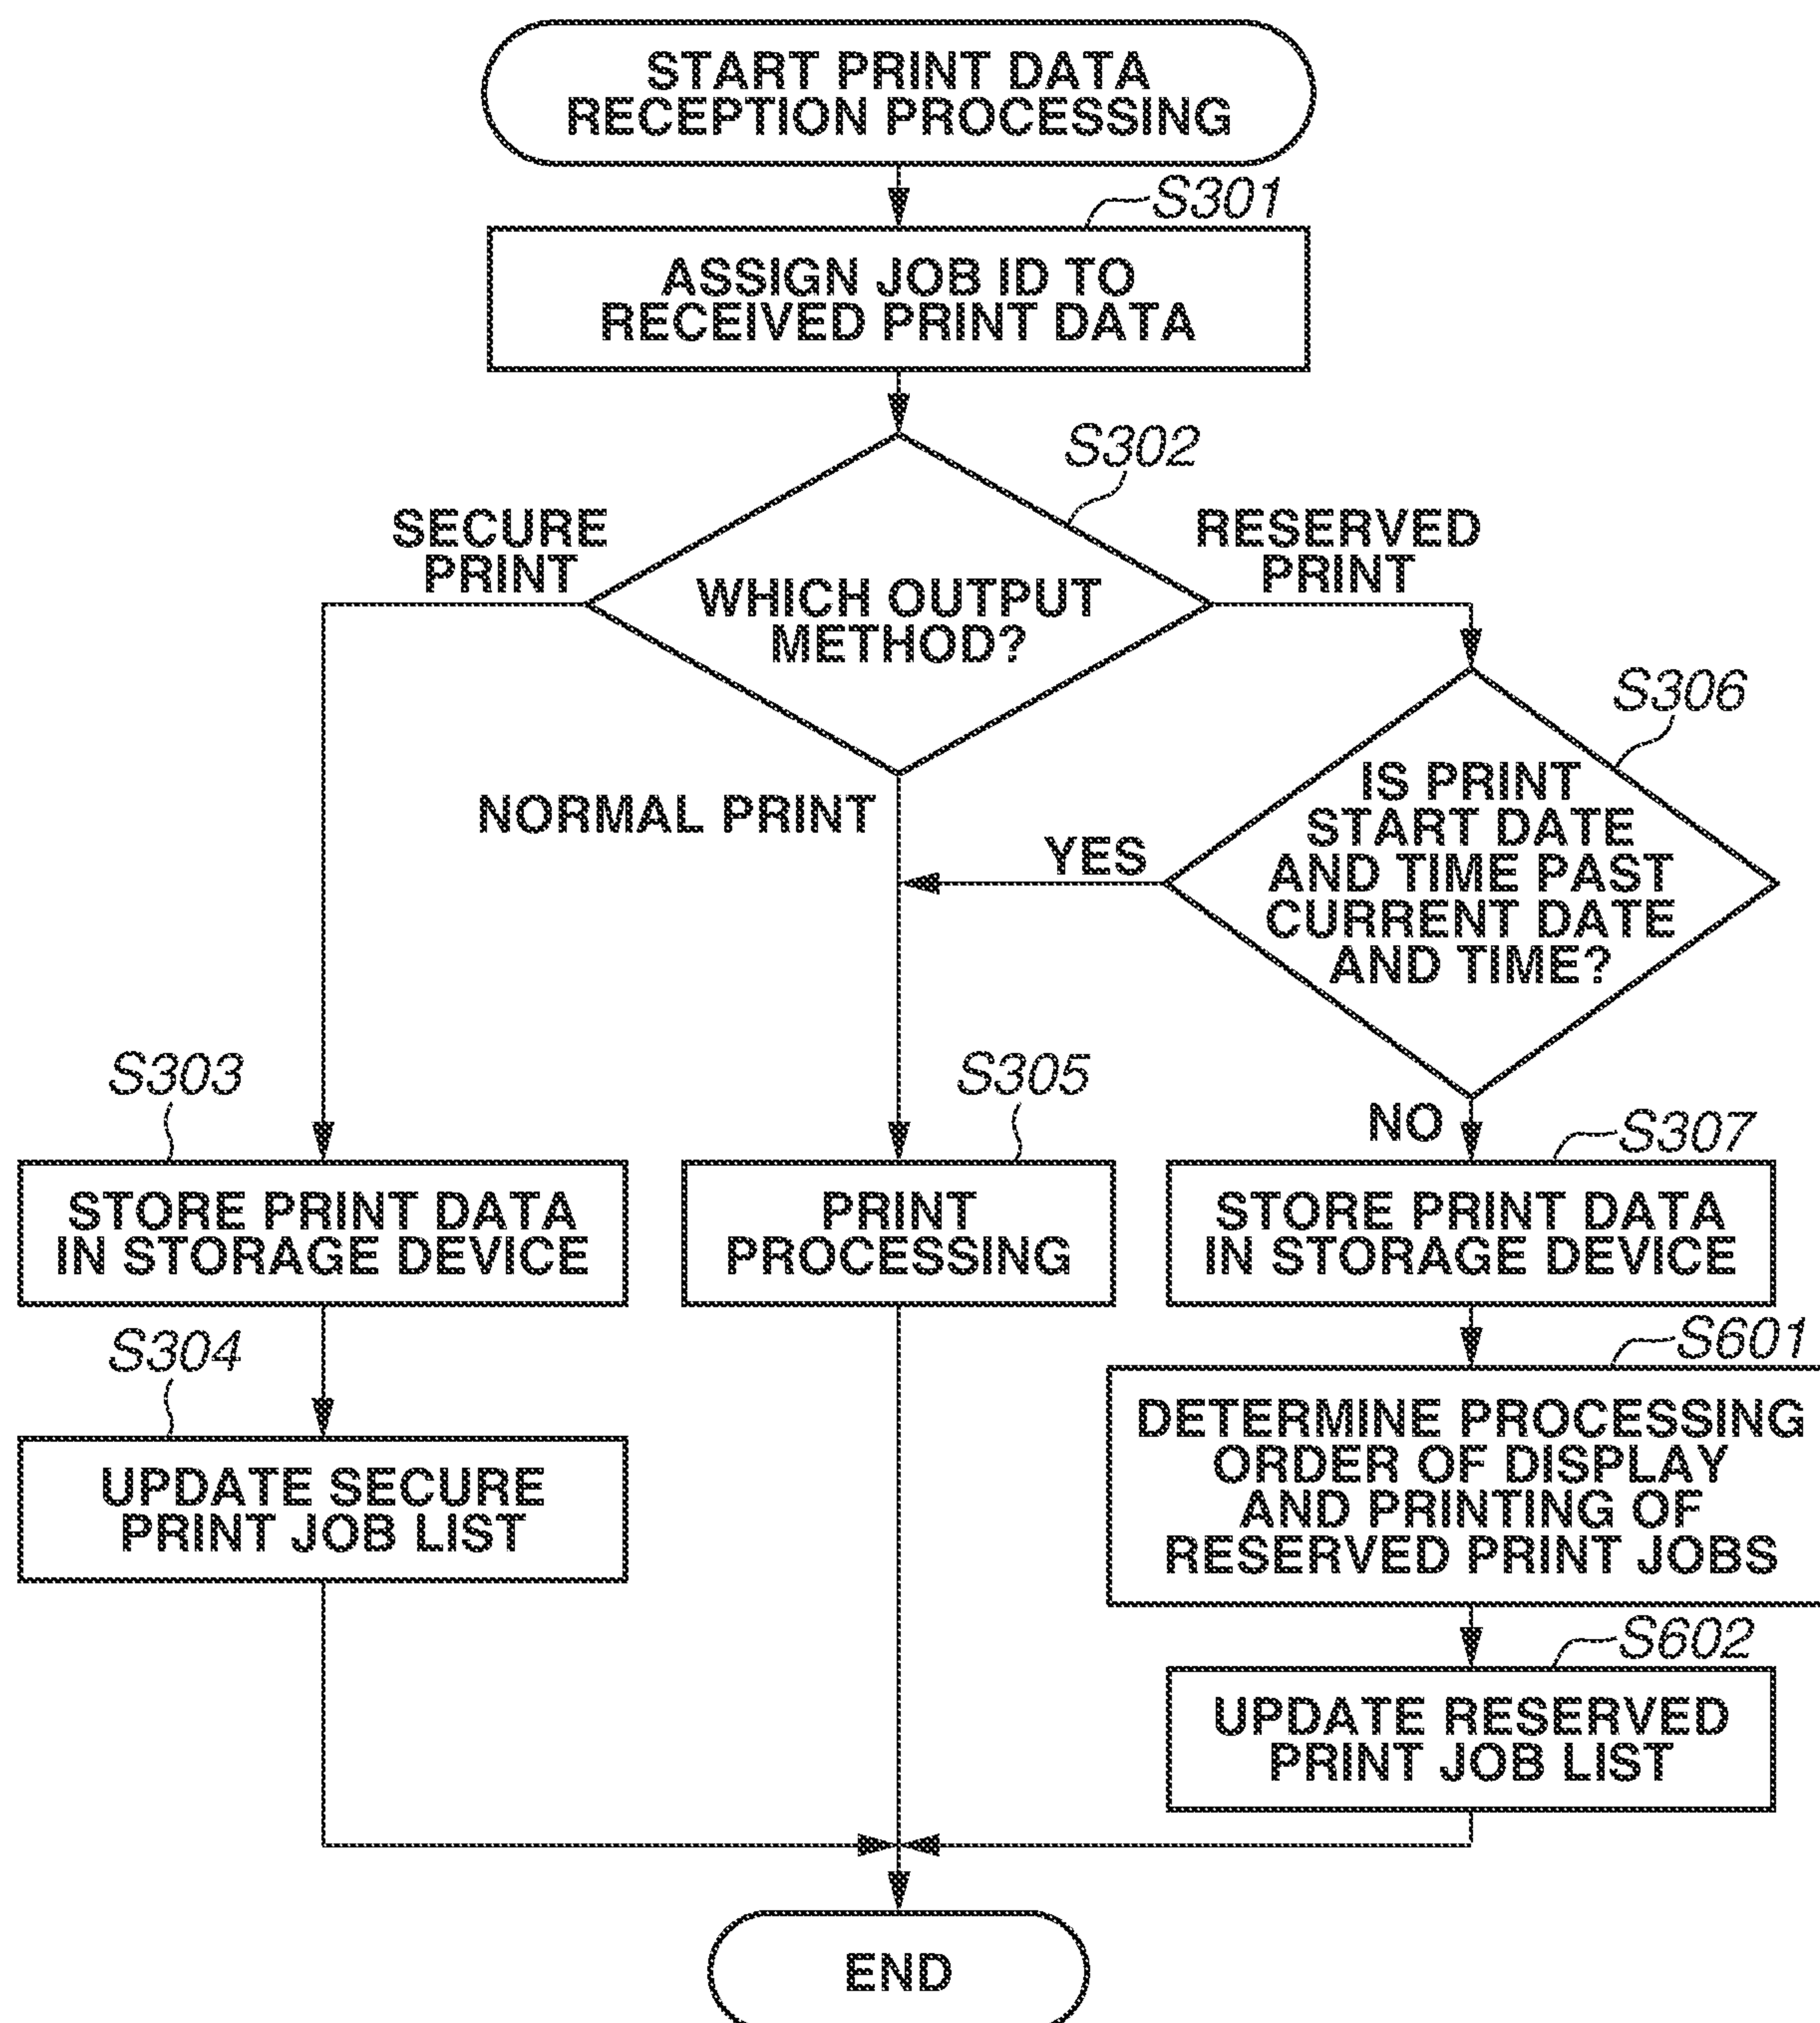 START PRINT DATA
RECEPTION PROCESSING
S301
ASSIGN JOB ID TO
RECEIVED PRINT DATA
S302
SECURE
PRINT
WHICH OUTPUT
METHOD?
RESERVED
PRINT
NORMAL PRINT
S306
IS PRINT
START DATE
AND TIME PAST
CURRENT DATE
AND TIME?
YES
NO
S303
STORE PRINT DATA
IN STORAGE DEVICE
S304
UPDATE SECURE
PRINT JOB LIST
S305
PRINT
PROCESSING
S307
STORE PRINT DATA
IN STORAGE DEVICE
S601
DETERMINE PROCESSING
ORDER OF DISPLAY
AND PRINTING OF
RESERVED PRINT JOBS
S602
UPDATE RESERVED
PRINT JOB LIST
END